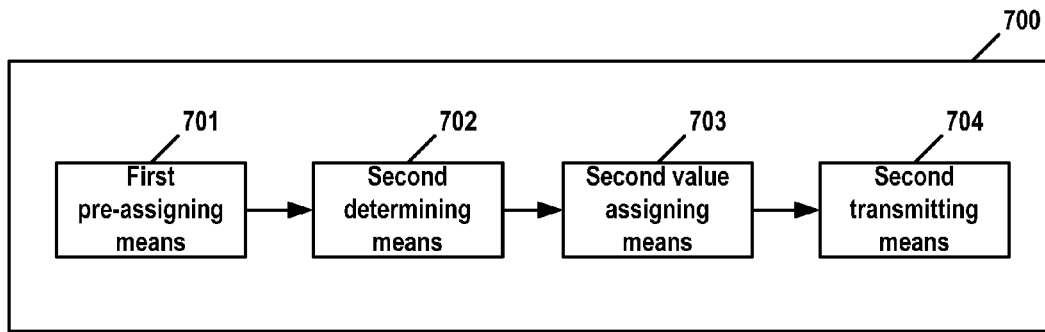 700
701
702
703
704
First
pre-assigning
means
Second
determining
means
Second value
assigning
means
Second
transmitting
means